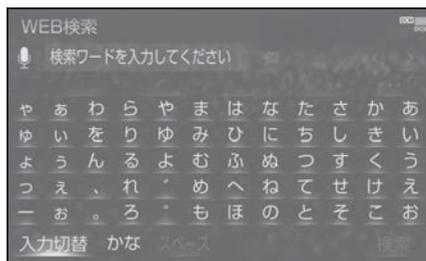 WEB検索
検索ワードを入力してください
ゃ ぁ わ ら や ま は な た さ か あ
ゅ ぃ を り ゆ み ひ に ち し き い
ょ ぅ ん る よ む ふ ぬ つ す く う
っ ぇ 、 れ ゛ め へ ね て せ け え
ー ぉ 。 ろ ゜ も ほ の と そ こ お
入力切替 かな スペース 検索